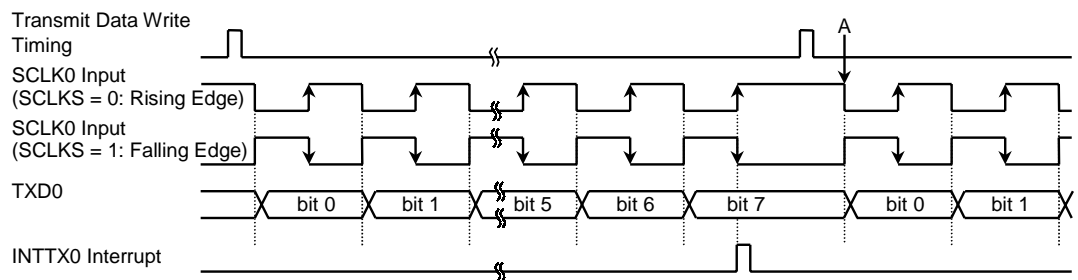 Transmit Data Write
Timing
A
SCLK0 Input
(SCLKS = 0: Rising Edge)
SCLK0 Input
(SCLKS = 1: Falling Edge)
TXD0
bit 0 bit 1 bit 5 bit 6 bit 7 bit 0 bit 1
INTTX0 Interrupt